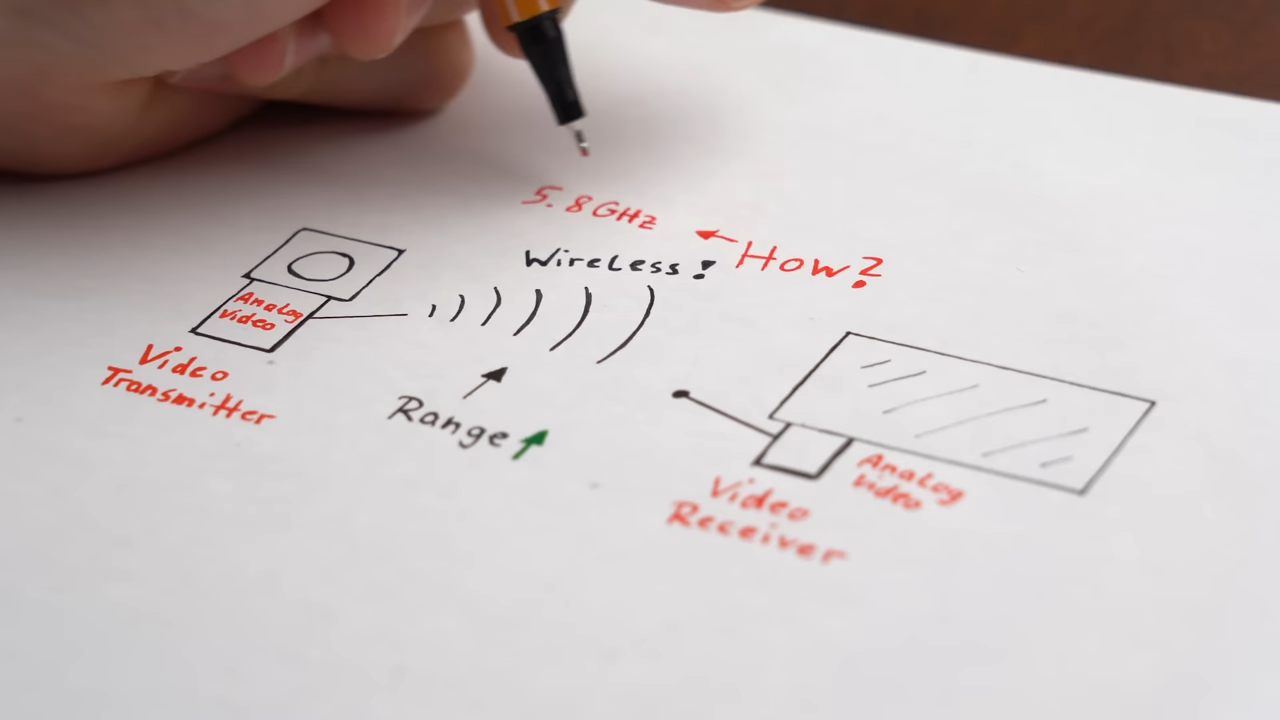 5.8GHz
Wireless!
How?
Analog
Video
Video
Transmitter
Range
Analog
Video
Video
Receiver